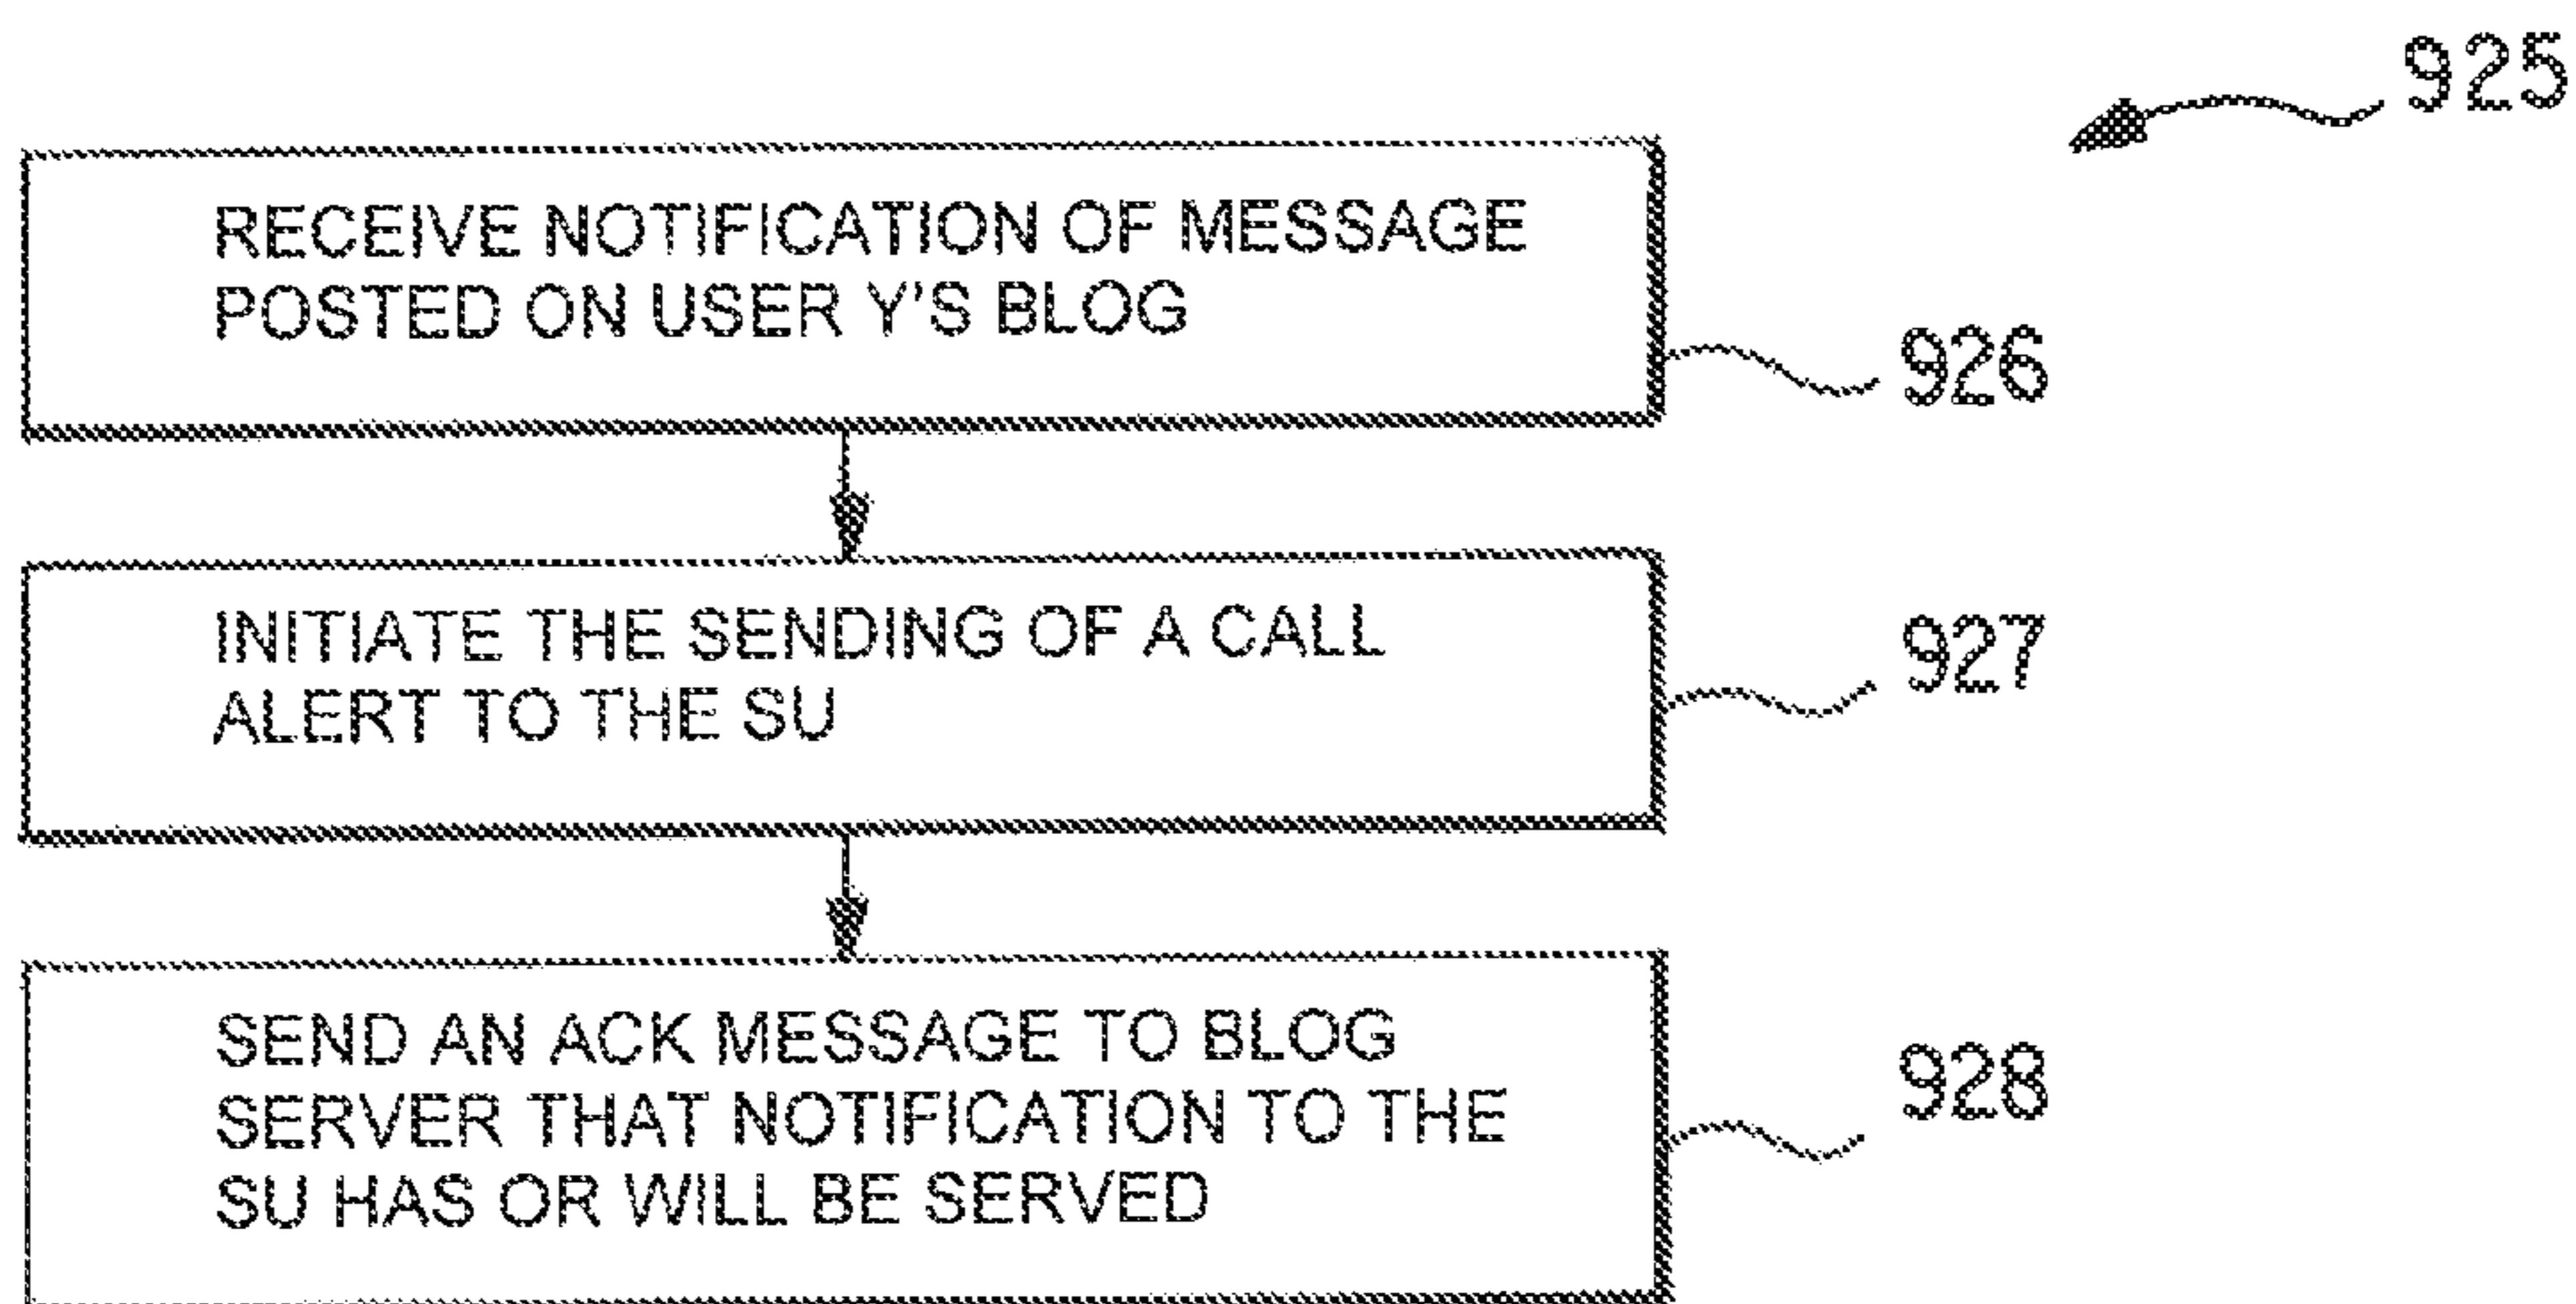 925
RECEIVE NOTIFICATION OF MESSAGE
POSTED ON USER Y'S BLOG
926
INITIATE THE SENDING OF A CALL
ALERT TO THE SU
927
SEND AN ACK MESSAGE TO BLOG
SERVER THAT NOTIFICATION TO THE
SU HAS OR WILL BE SERVED
928